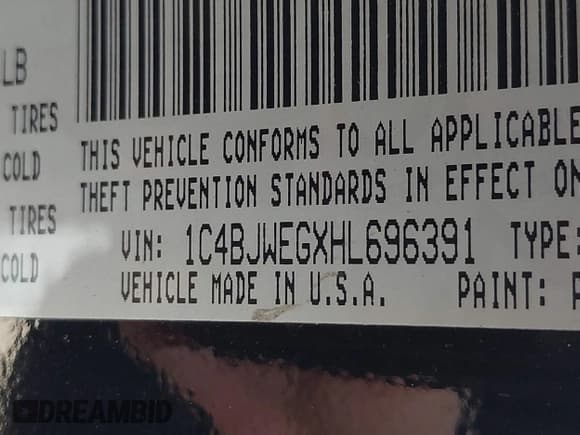 LB
TIRES
COLD
THIS VEHICLE CONFORMS TO ALL APPLICABLE
THEFT PREVENTION STANDARDS IN EFFECT ON
TIRES
VIN: 1C4BJWEGXHL696391 TYPE:
COLD
VEHICLE MADE IN U.S.A. PAINT:
DREAMBID